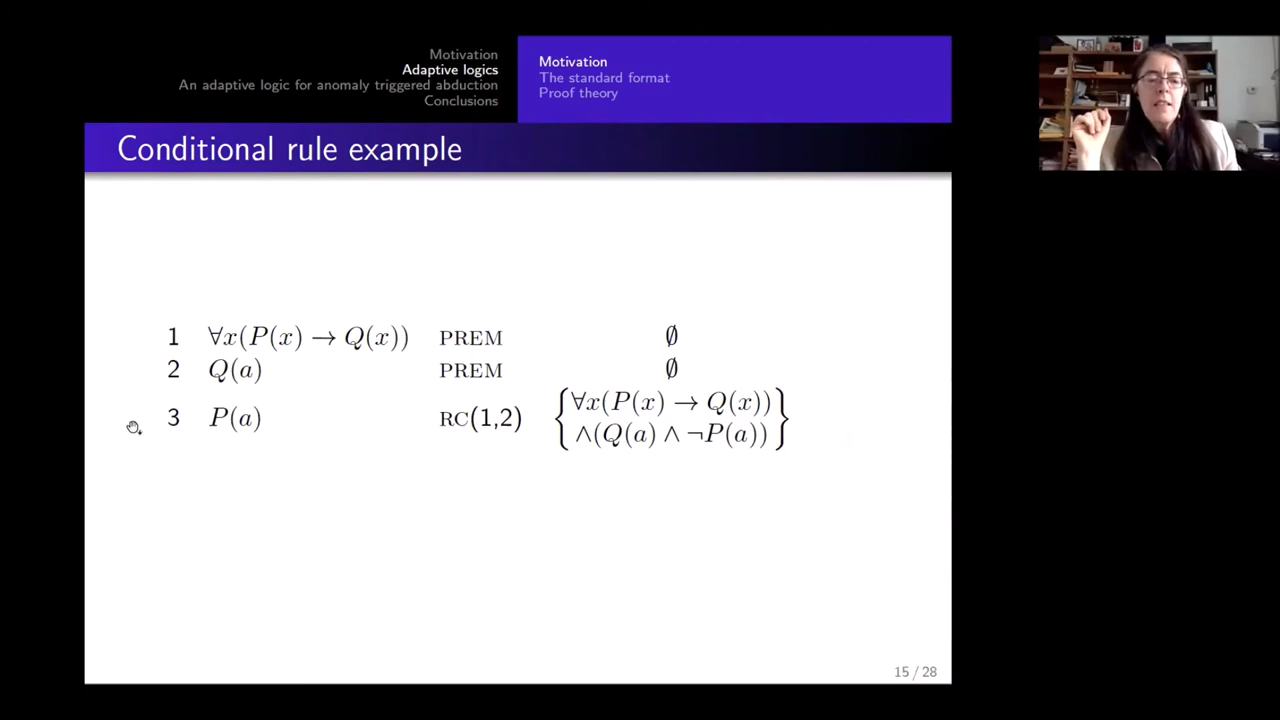 Motivation
Adaptive logics
An adaptive logic for anomaly triggered abduction
Conclusions
Motivation
The standard format
Proof theory
Conditional rule example
1 ∀x(P(x) → Q(x)) PREM ∅
2 Q(a) PREM ∅
3 P(a) RC(1,2) {∀x(P(x) → Q(x))
∧(Q(a) ∧ ¬P(a))}
15 / 28